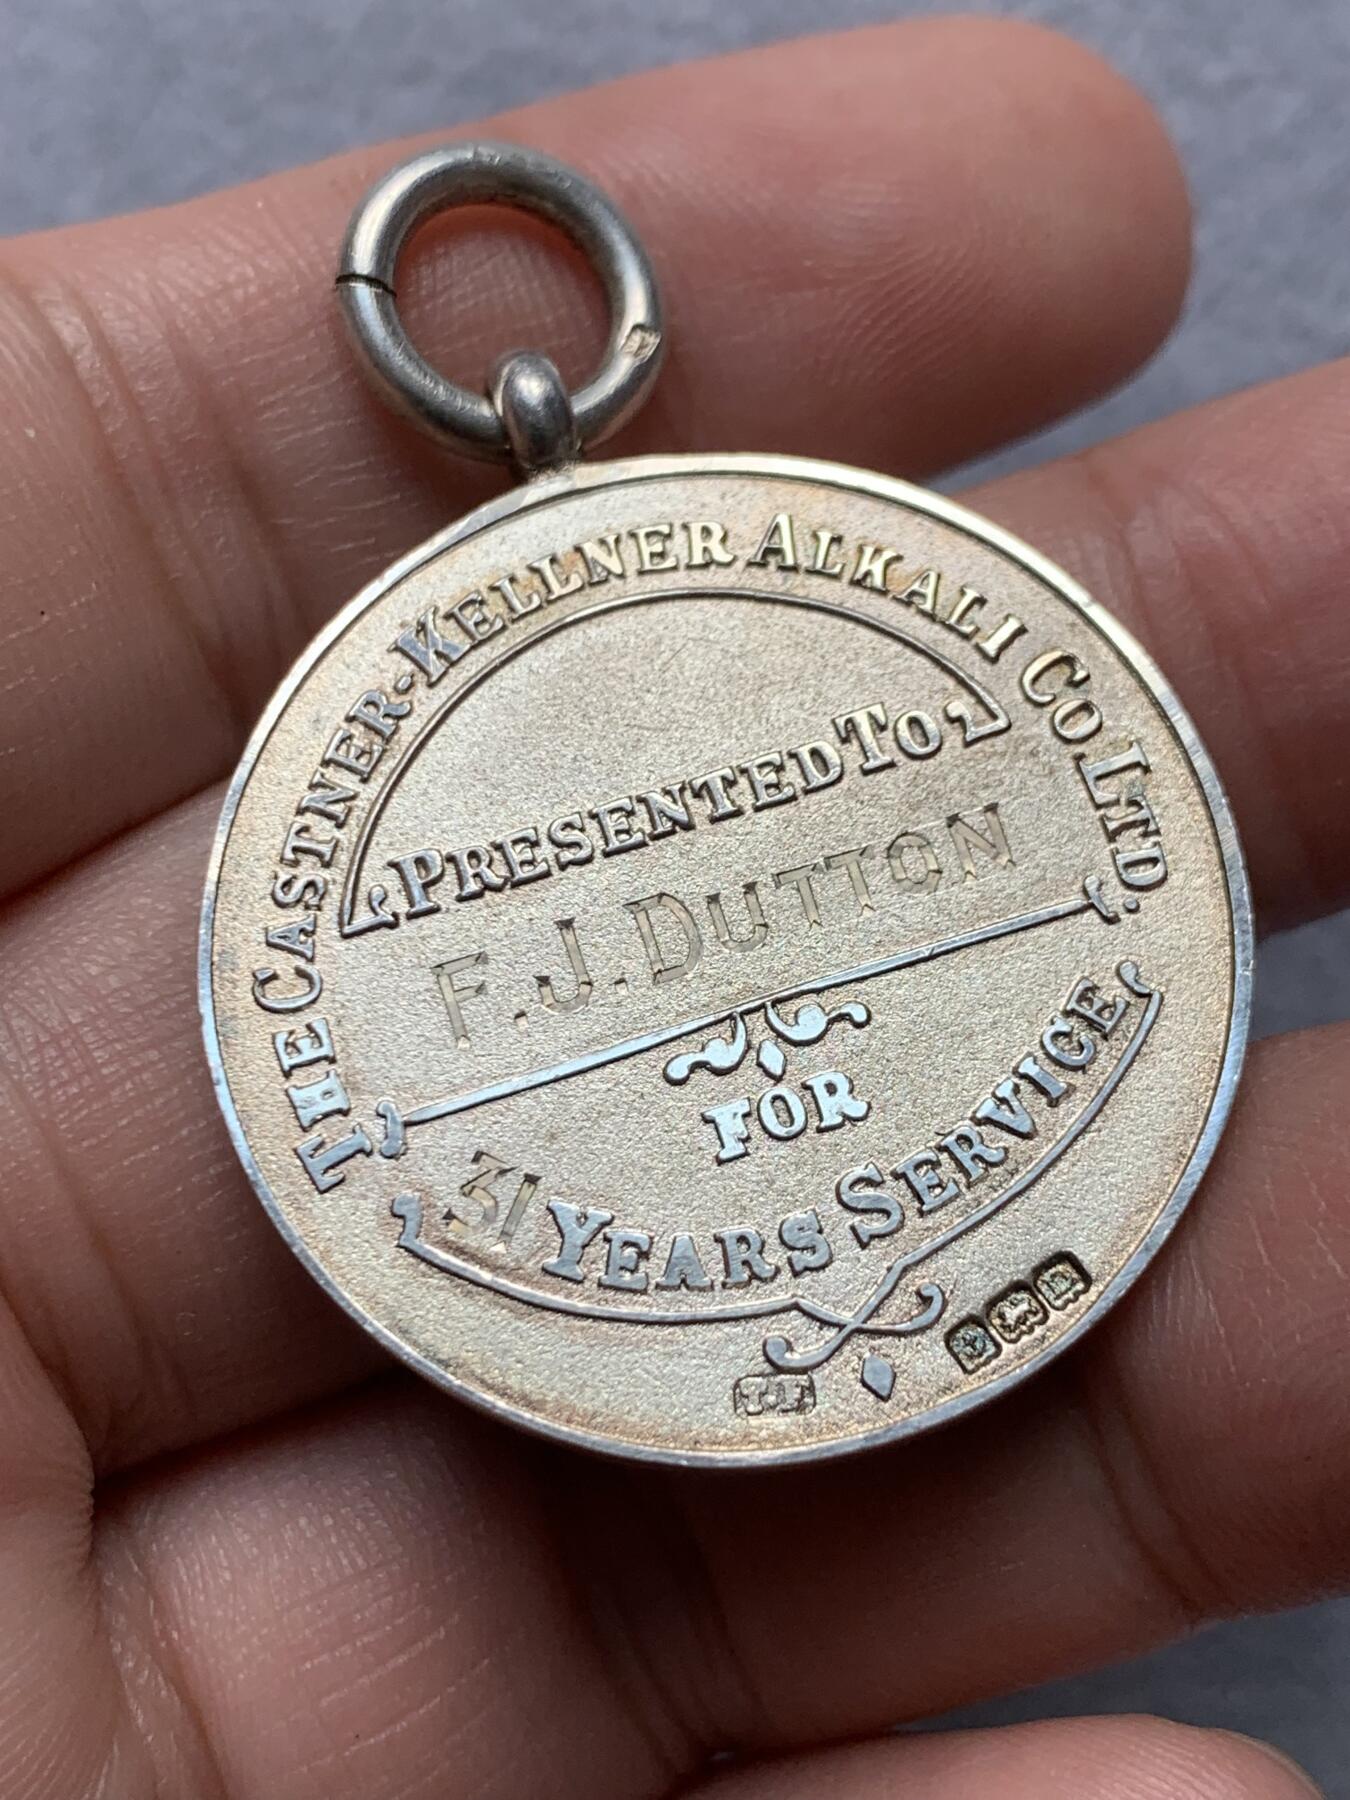 THE CASTNER-KELLNER ALKALI CO LTD.
PRESENTED TO
F.J.DUTTON
FOR
31 YEARS SERVICE
T.F.